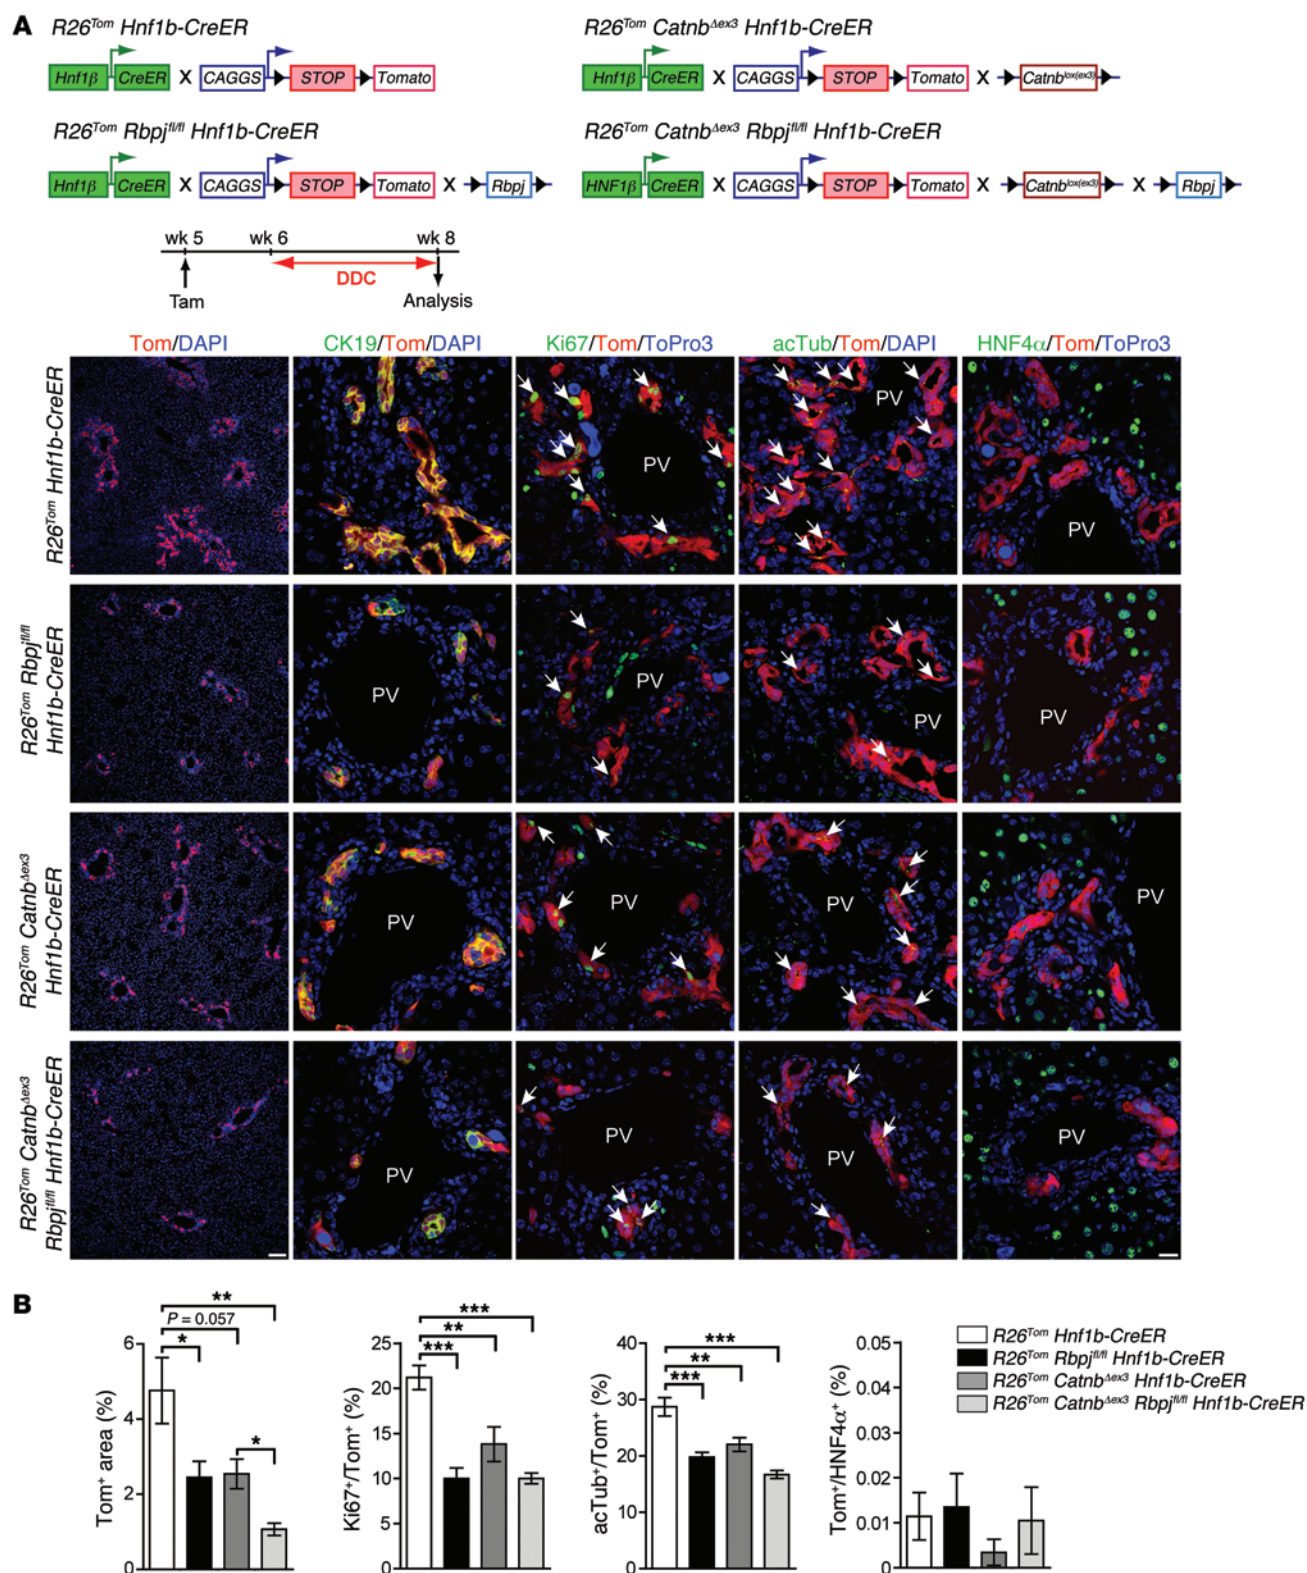 A
R26Tom Hnf1b-CreER
Hnf1β CreER X CAGGS STOP Tomato
R26Tom CatnbΔex3 Hnf1b-CreER
Hnf1β CreER X CAGGS STOP Tomato X Catnblox(ex3)
R26Tom Rbpjfl/fl Hnf1b-CreER
Hnf1β CreER X CAGGS STOP Tomato X Rbpj
R26Tom CatnbΔex3 Rbpjfl/fl Hnf1b-CreER
HNF1β CreER X CAGGS STOP Tomato X Catnblox(ex3) X Rbpj
wk 5 wk 6 wk 8
DDC
Tam Analysis
Tom/DAPI CK19/Tom/DAPI Ki67/Tom/ToPro3 acTub/Tom/DAPI HNF4α/Tom/ToPro3
R26Tom Hnf1b-CreER
PV
PV
PV
R26Tom Rbpjfl/fl
Hnf1b-CreER
PV
PV
PV
PV
R26Tom CatnbΔex3
Hnf1b-CreER
PV
PV
PV
PV
R26Tom CatnbΔex3
Rbpjfl/fl Hnf1b-CreER
PV
PV
PV
PV
B
Tom+ area (%)
6
4
2
0
**
P = 0.057
*
*
Ki67+/Tom+ (%)
25
20
15
10
5
0
***
**
***
acTub+/Tom+ (%)
40
30
20
10
0
***
**
***
Tom+/HNF4α+ (%)
0.05
0.04
0.03
0.02
0.01
0
R26Tom Hnf1b-CreER
R26Tom Rbpjfl/fl Hnf1b-CreER
R26Tom CatnbΔex3 Hnf1b-CreER
R26Tom CatnbΔex3 Rbpjfl/fl Hnf1b-CreER